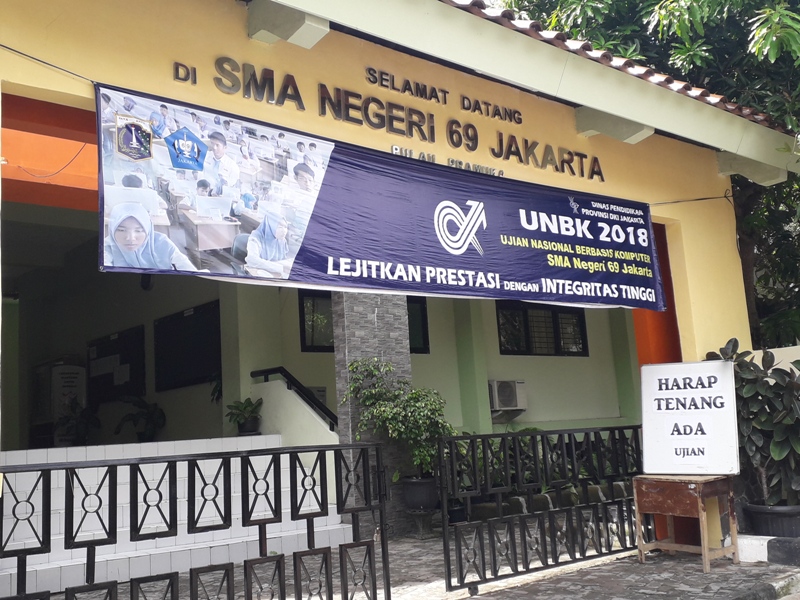 SELAMAT DATANG
DI SMA NEGERI 69 JAKARTA
DINAS PENDIDIKAN
PROVINSI DKI JAKARTA
UNBK 2018
UJIAN NASIONAL BERBASIS KOMPUTER
SMA Negeri 69 Jakarta
LEJITKAN PRESTASI DENGAN INTEGRITAS TINGGI
HARAP
TENANG
AdA
UJIAN